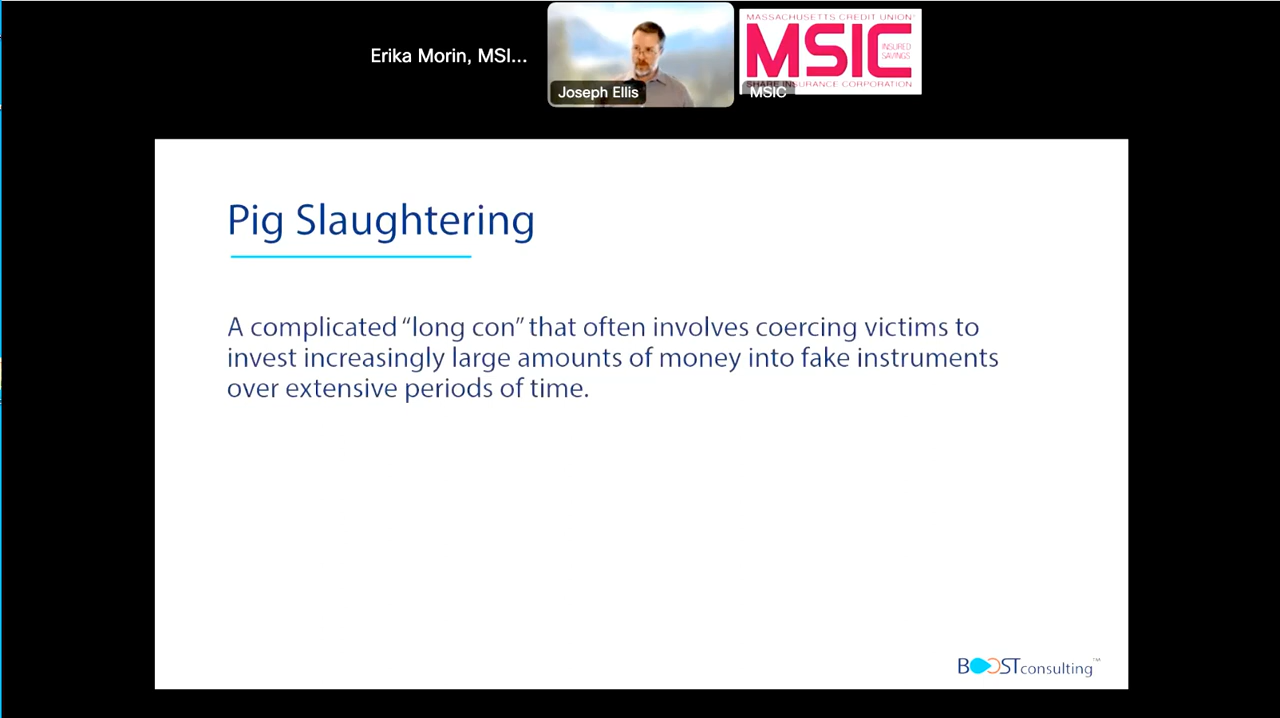 Erika Morin, MSI...
Joseph Ellis
MASSACHUSETTS CREDIT UNION
MSIC
INSURED
SAVINGS
SHARE INSURANCE CORPORATION
MSIC
Pig Slaughtering
A complicated “long con” that often involves coercing victims to
invest increasingly large amounts of money into fake instruments
over extensive periods of time.
BOOSTconsulting™